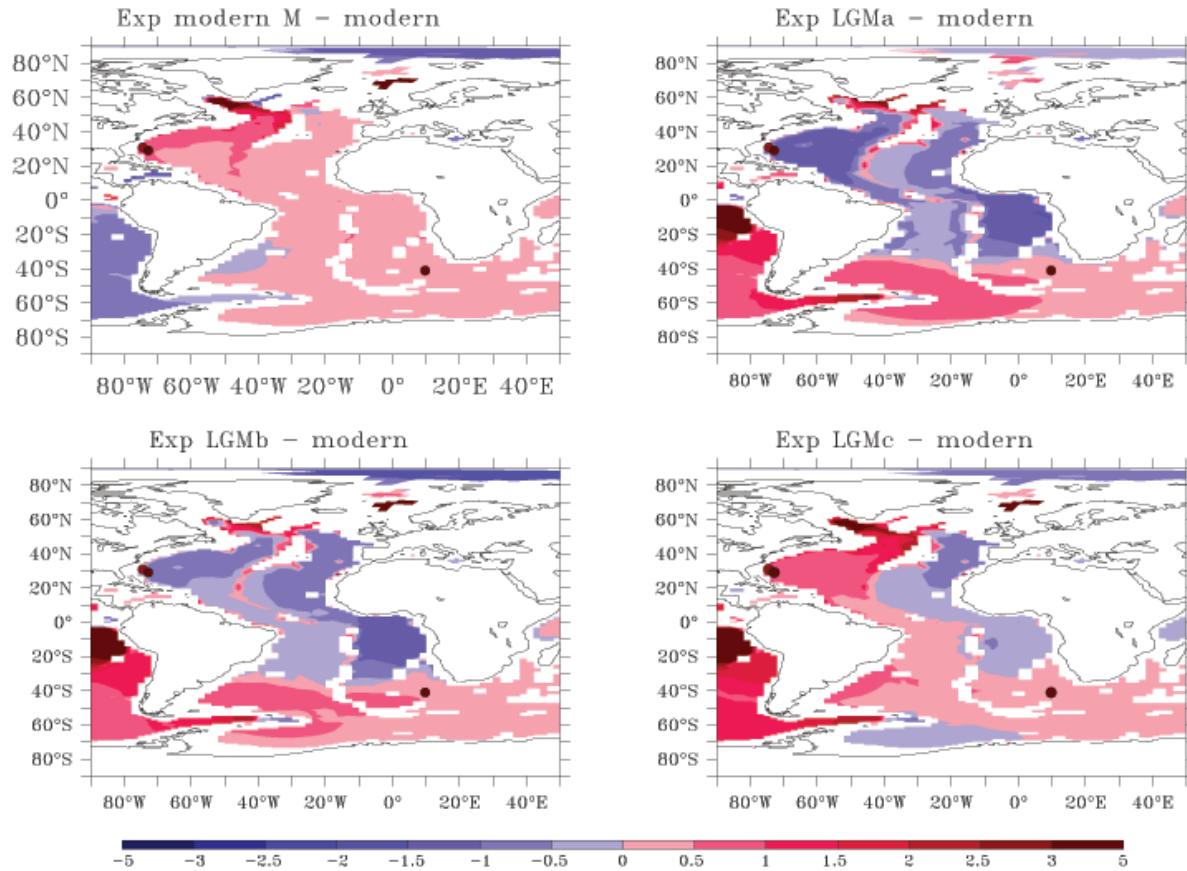 Exp modern M – modern
Exp LGMa – modern
80°N
60°N
40°N
20°N
0°
20°S
40°S
60°S
80°S
80°N
60°N
40°N
20°N
0°
20°S
40°S
60°S
80°S
80°W 60°W 40°W 20°W 0° 20°E 40°E
80°W 60°W 40°W 20°W 0° 20°E 40°E
Exp LGMb – modern
Exp LGMc – modern
80°N
60°N
40°N
20°N
0°
20°S
40°S
60°S
80°S
80°N
60°N
40°N
20°N
0°
20°S
40°S
60°S
80°S
80°W 60°W 40°W 20°W 0° 20°E 40°E
80°W 60°W 40°W 20°W 0° 20°E 40°E
−5 −3 −2.5 −2 −1.5 −1 −0.5 0 0.5 1 1.5 2 2.5 3 5